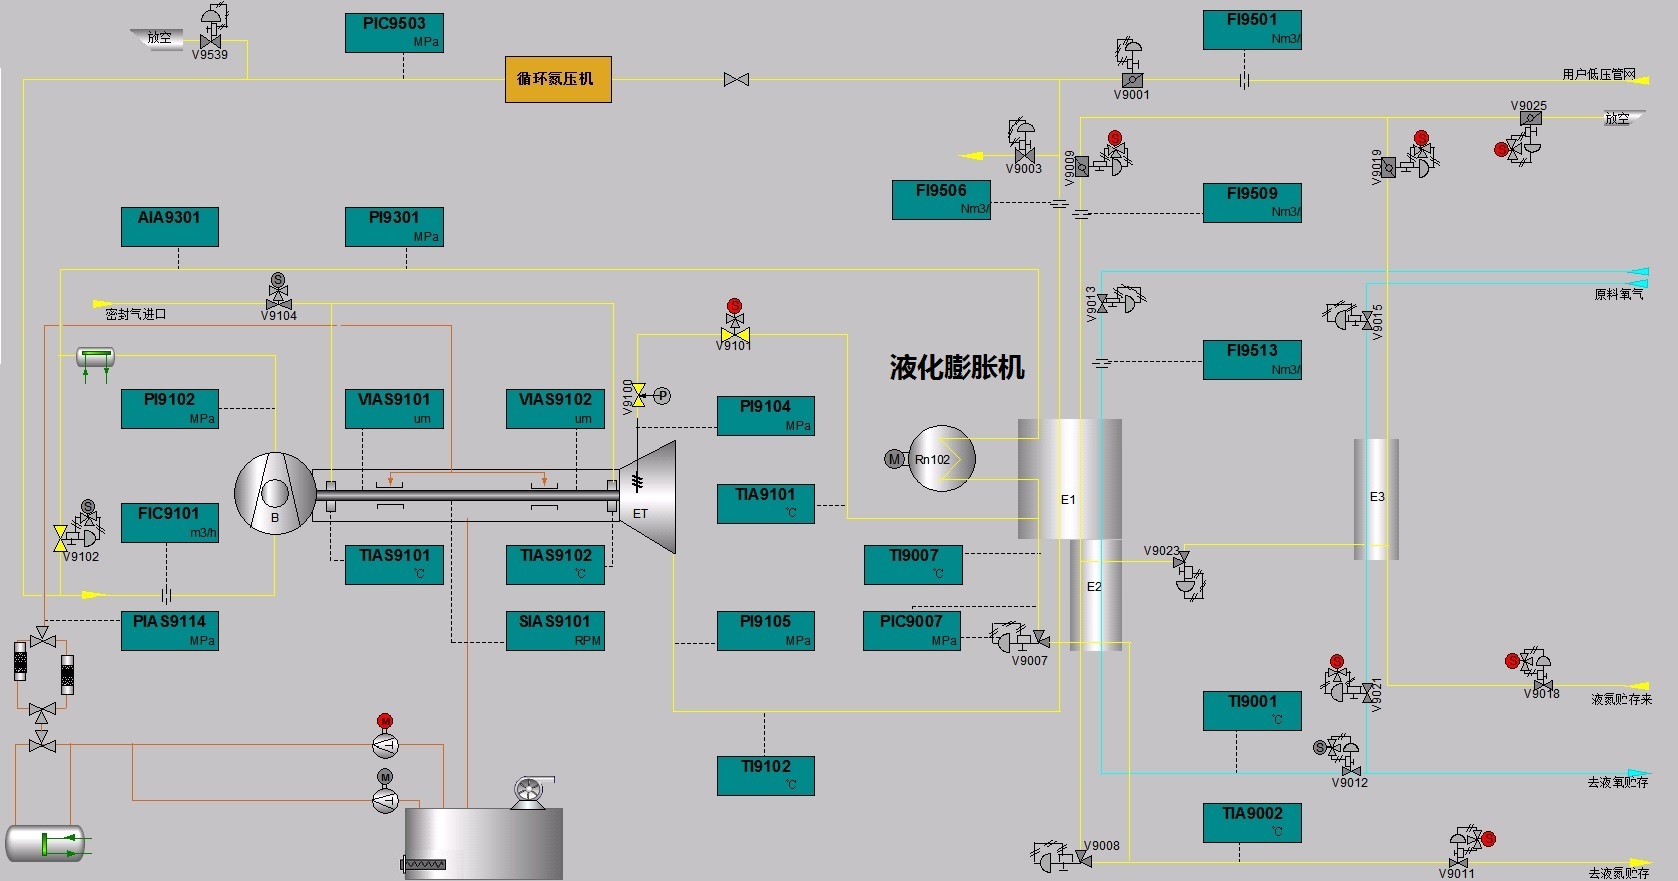 放空
V9539
PIC9503
MPa
循环氮压机
FI9501
Nm3/
V9001
用户低压管网
V9025
放空
S
S
S
V9003
V9009
V9019
FI9506
Nm3/
FI9509
Nm3/
AIA9301
PI9301
MPa
S
密封气进口
V9104
S
V9101
V9013
原料氧气
V9015
液化膨胀机
FI9513
Nm3/
PI9102
MPa
VIAS9101
um
VIAS9102
um
V9100
P
PI9104
MPa
M
Rn102
E1
E3
TIA9101
℃
S
V9102
FIC9101
m3/h
B
ET
TIAS9101
℃
TIAS9102
℃
TI9007
℃
V9023
E2
PIAS9114
MPa
SIAS9101
RPM
PI9105
MPa
PIC9007
MPa
V9007
S
V9021
S
V9018
液氮贮存来
TI9001
℃
M
M
TI9102
℃
S
V9012
去液氧贮存
TIA9002
℃
V9008
S
V9011
去液氮贮存